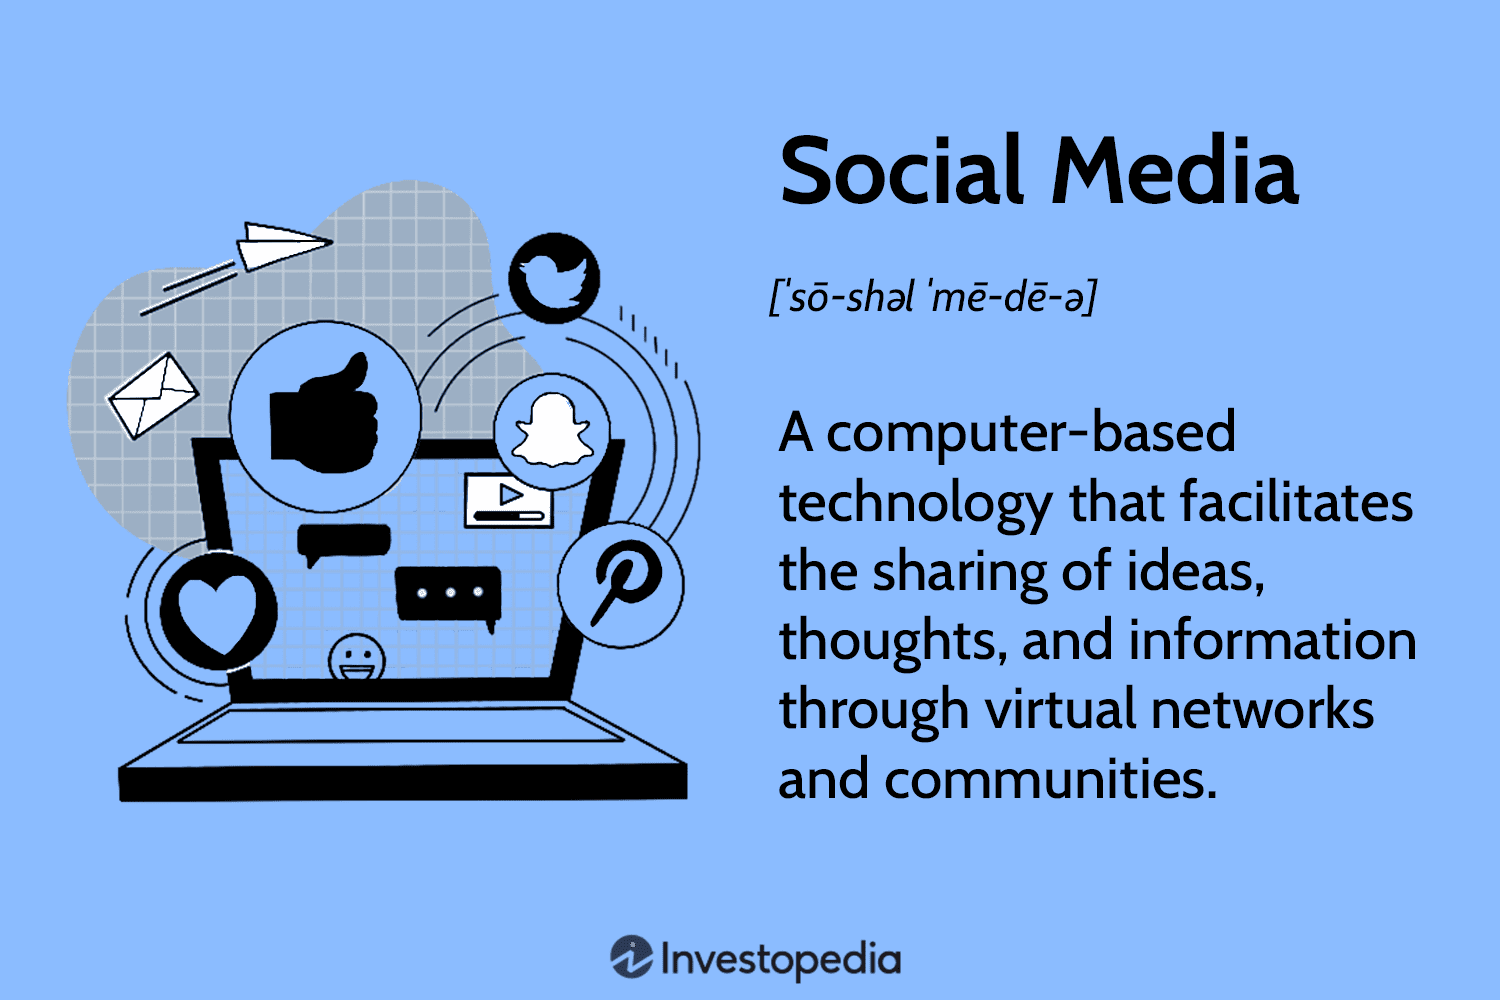 Social Media
[ˈsō-shəl ˈmē-dē-ə]
A computer-based
technology that facilitates
the sharing of ideas,
thoughts, and information
through virtual networks
and communities.
Investopedia